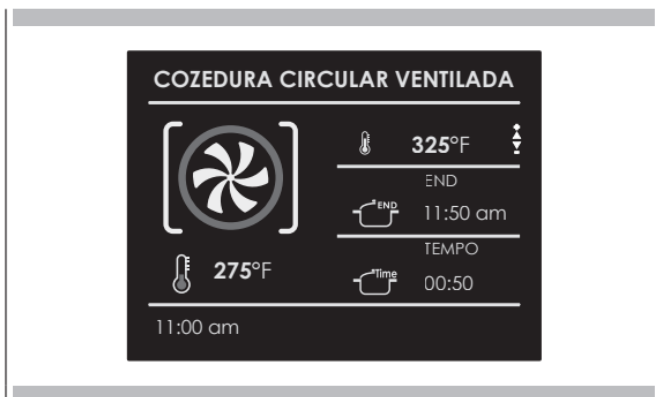 COZEDURA CIRCULAR VENTILADA
325°F
END
END 11:50 am
275°F
TEMPO
Time 00:50
11:00 am